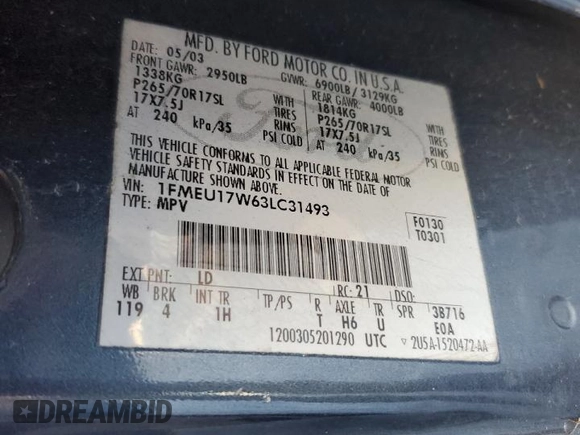 MFD. BY FORD MOTOR CO. IN U.S.A.
DATE: 05/03 GVWR: 6900LB/ 3129KG
FRONT GAWR: 2950LB REAR GAWR: 4000LB
1338KG WITH 1814KG WITH
P265/70R17SL TIRES P265/70R17SL TIRES
17X7.5J RIMS 17X7.5J RIMS
AT 240 kPa/35 PSI COLD AT 240 kPa/35 PSI COLD
THIS VEHICLE CONFORMS TO ALL APPLICABLE FEDERAL MOTOR
VEHICLE SAFETY STANDARDS IN EFFECT ON THE DATE OF
MANUFACTURE SHOWN ABOVE.
VIN: 1FMEU17W63LC31493
TYPE: MPV
F0130
T0301
EXT PNT: LD RC: 21 DSO:
WB BRK INT TR TP/PS R AXLE TR SPR 3B716
119 4 1H T H6 U E0A
1200305201290 UTC ▽ 2U5A-1520472-AA
Ford
DREAMBID